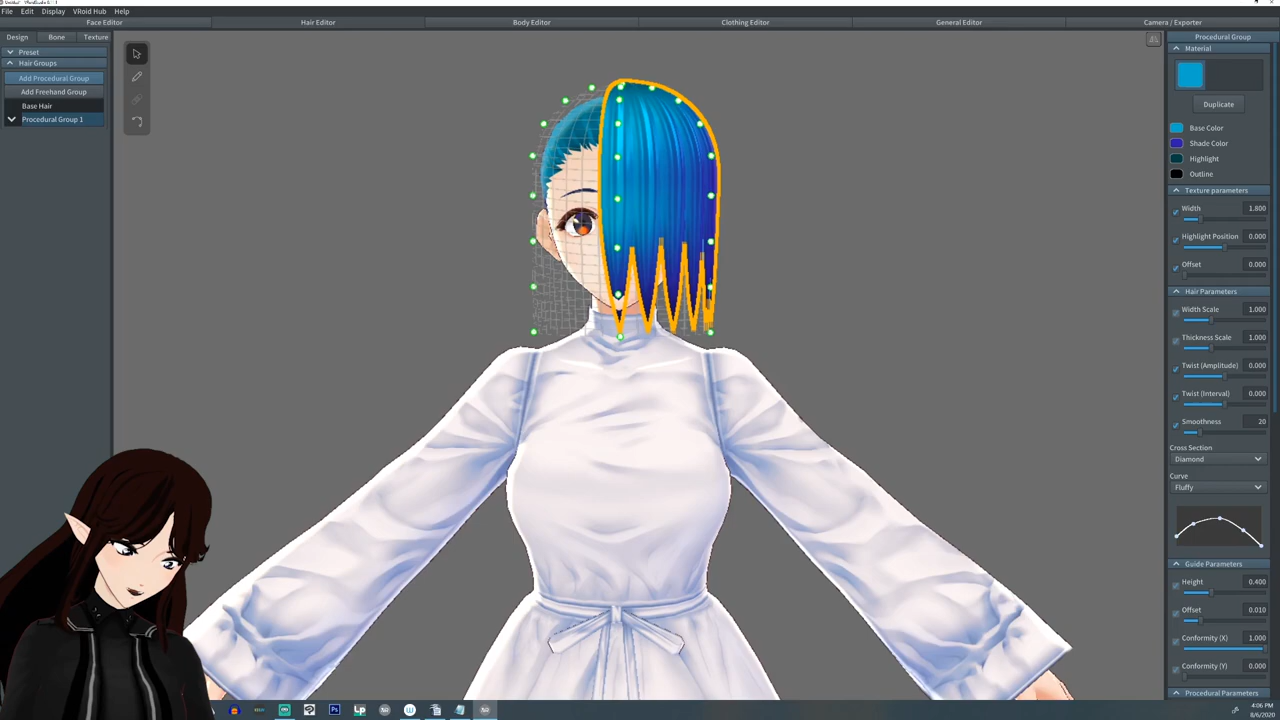 File Edit Display VRoid Hub Help
Face Editor Hair Editor Body Editor Clothing Editor General Editor Camera / Exporter
Design Bone Texture
Preset
Hair Groups
Add Procedural Group
Add Freehand Group
Base Hair
Procedural Group 1
Procedural Group
Material
Duplicate
Base Color
Shade Color
Highlight
Outline
Texture parameters
Width 1.800
Highlight Position 0.000
Offset 0.000
Hair Parameters
Width Scale 1.000
Thickness Scale 1.000
Twist (Amplitude) 0.000
Twist (Interval) 0.000
Smoothness 20
Cross Section
Diamond
Curve
Fluffy
Guide Parameters
Height 0.400
Offset 0.010
Conformity (X) 1.000
Conformity (Y) 0.000
Procedural Parameters
Ps
LP
4:06 PM
8/6/2020